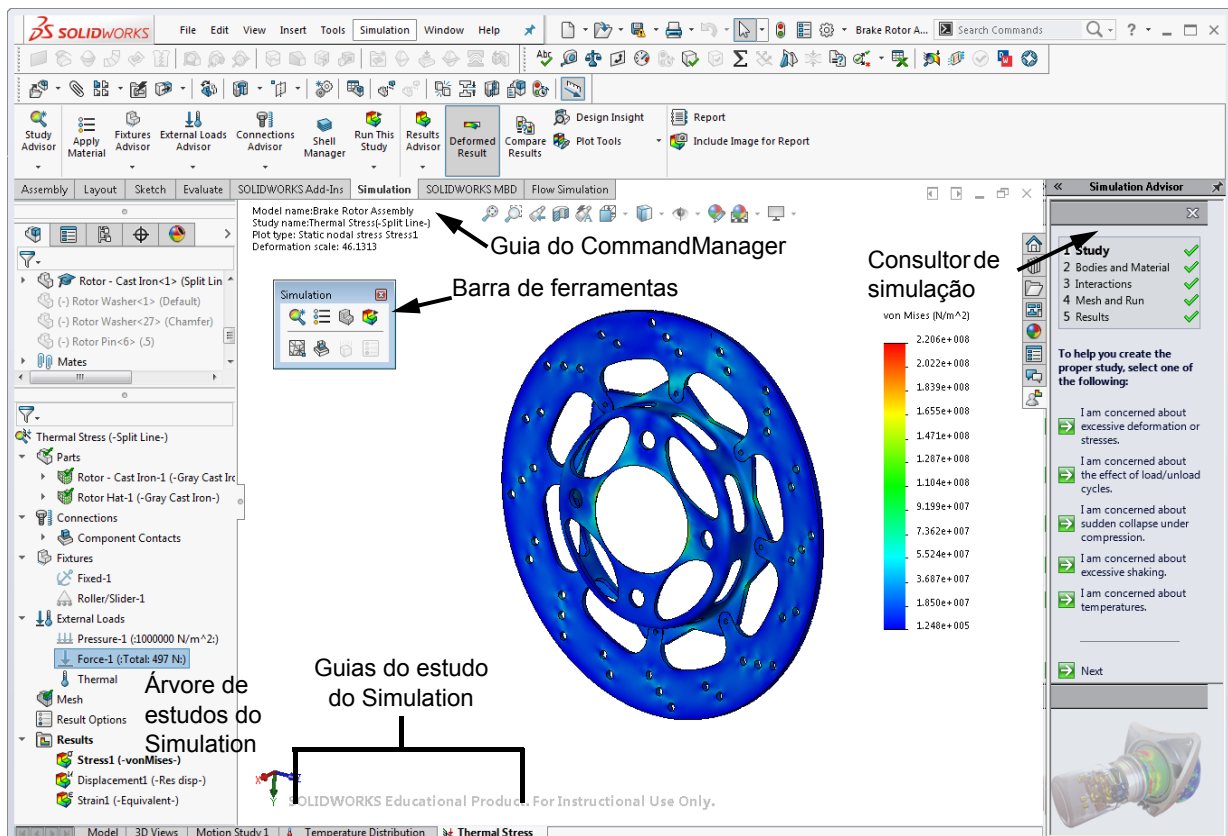 SOLIDWORKS File Edit View Insert Tools Simulation Window Help Brake Rotor A... Search Commands
Study Advisor
Apply Material
Fixtures Advisor
External Loads Advisor
Connections Advisor
Shell Manager
Run This Study
Results Advisor
Deformed Result
Compare Results
Design Insight
Plot Tools
Report
Include Image for Report
Assembly Layout Sketch Evaluate SOLIDWORKS Add-Ins Simulation SOLIDWORKS MBD Flow Simulation
Model name:Brake Rotor Assembly
Study name:Thermal Stress(-Split Line-)
Plot type: Static nodal stress Stress1
Deformation scale: 46.1313
Guia do CommandManager
Barra de ferramentas
Simulation
Consultor de
simulação
von Mises (N/m^2)
2.206e+008
2.022e+008
1.839e+008
1.655e+008
1.471e+008
1.287e+008
1.104e+008
9.199e+007
7.362e+007
5.524e+007
3.687e+007
1.850e+007
1.248e+005
Rotor - Cast Iron<1> (Split Lin
(-) Rotor Washer<1> (Default)
(-) Rotor Washer<27> (Chamfer)
(-) Rotor Pin<6> (.5)
Mates
Thermal Stress (-Split Line-)
Parts
Rotor - Cast Iron-1 (-Gray Cast Irc
Rotor Hat-1 (-Gray Cast Iron-)
Connections
Component Contacts
Fixtures
Fixed-1
Roller/Slider-1
External Loads
Pressure-1 (:1000000 N/m^2:)
Force-1 (:Total: 497 N:)
Thermal
Mesh
Result Options
Results
Stress1 (-vonMises-)
Displacement1 (-Res disp-)
Strain1 (-Equivalent-)
Árvore de
estudos do
Simulation
Guias do estudo
do Simulation
X Y Z
SOLIDWORKS Educational Product. For Instructional Use Only.
Model 3D Views Motion Study 1 Temperature Distribution Thermal Stress
Simulation Advisor
1 Study
2 Bodies and Material
3 Interactions
4 Mesh and Run
5 Results
To help you create the
proper study, select one of
the following:
I am concerned about
excessive deformation or
stresses.
I am concerned about
the effect of load/unload
cycles.
I am concerned about
sudden collapse under
compression.
I am concerned about
excessive shaking.
I am concerned about
temperatures.
Next